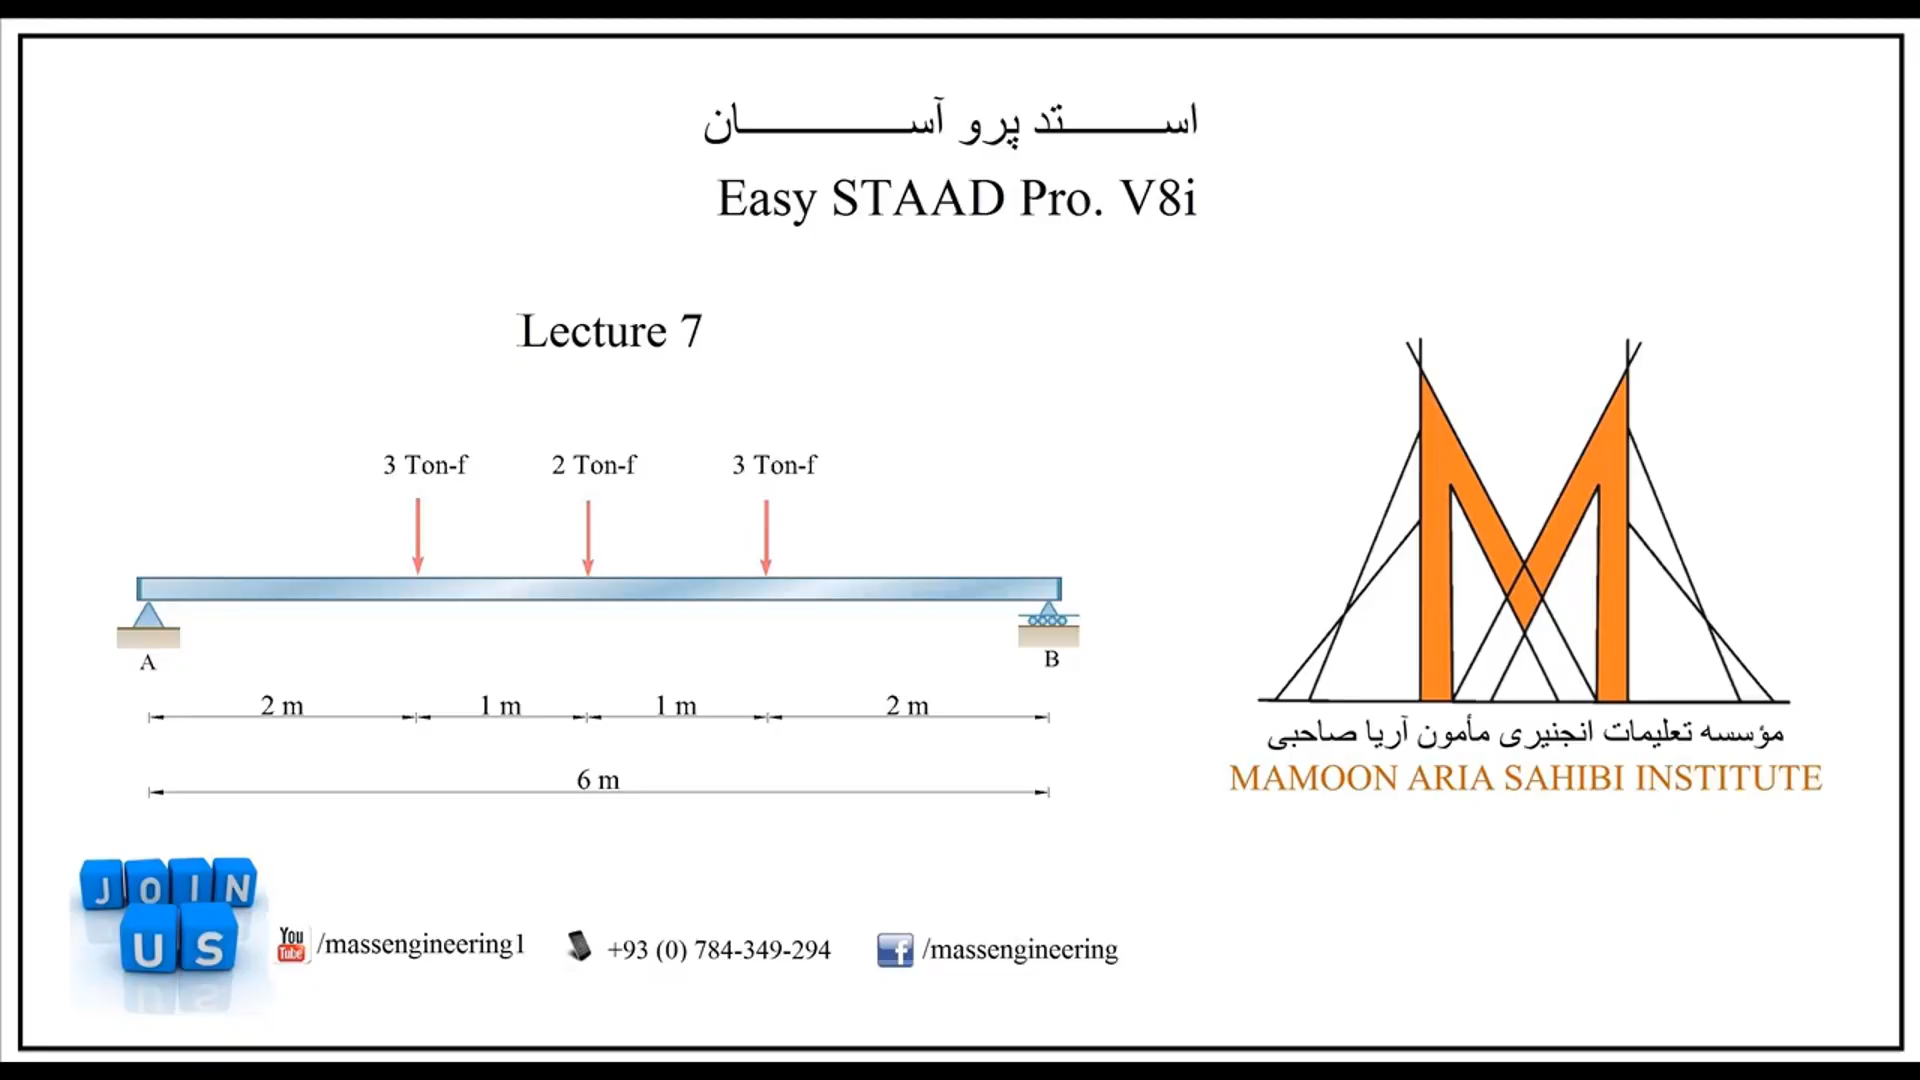 استد پرو آسان
Easy STAAD Pro. V8i
Lecture 7
3 Ton-f 2 Ton-f 3 Ton-f
A B
2 m 1 m 1 m 2 m
6 m
مؤسسه تعلیمات انجنیری مأمون آریا صاحبی
MAMOON ARIA SAHIBI INSTITUTE
JOIN
US
You Tube /massengineering1 +93 (0) 784-349-294 f /massengineering